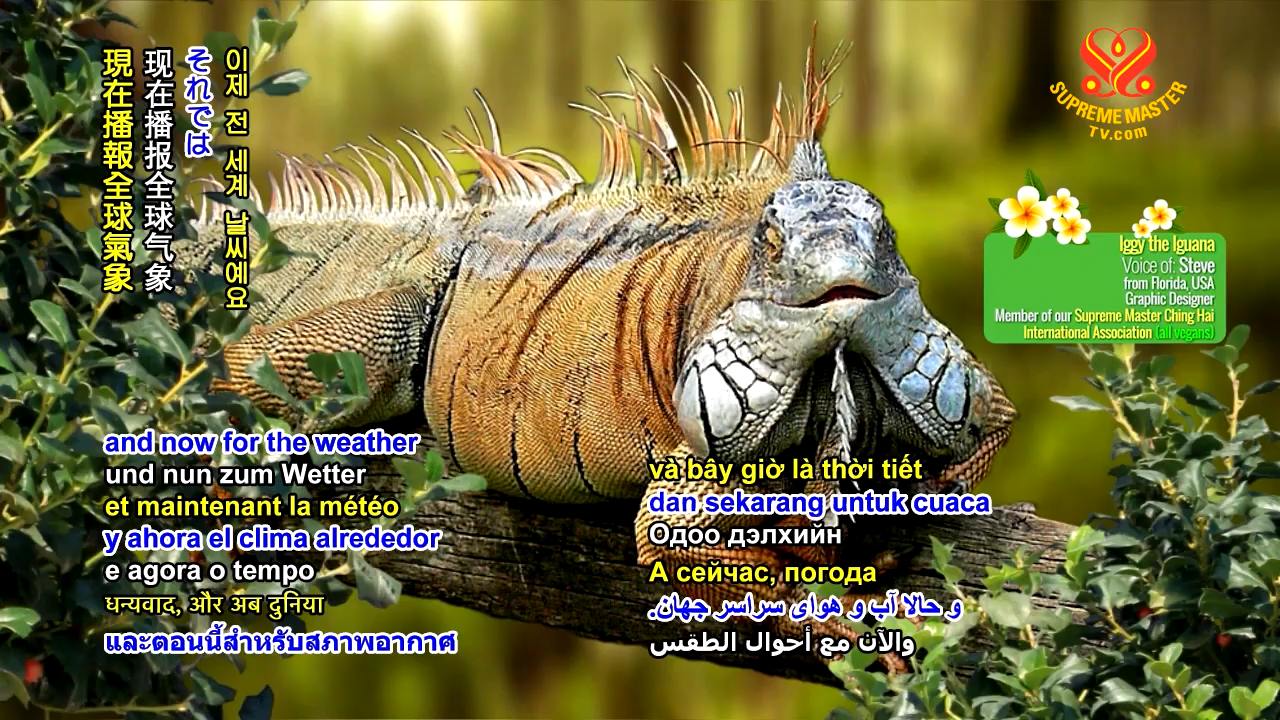 現在播報全球氣象
现在播报全球气象
それでは
이제 전 세계 날씨예요
SUPREME MASTER
TV.com
Iggy the Iguana
Voice of: Steve
from Florida, USA
Graphic Designer
Member of our Supreme Master Ching Hai
International Association (all vegans)
and now for the weather
und nun zum Wetter
et maintenant la météo
y ahora el clima alrededor
e agora o tempo
धन्यवाद, और अब दुनिया
และตอนนี้สำหรับสภาพอากาศ
và bây giờ là thời tiết
dan sekarang untuk cuaca
Одоо дэлхийн
А сейчас, погода
و حالا آب و هوای سراسر جهان.
والآن مع أحوال الطقس